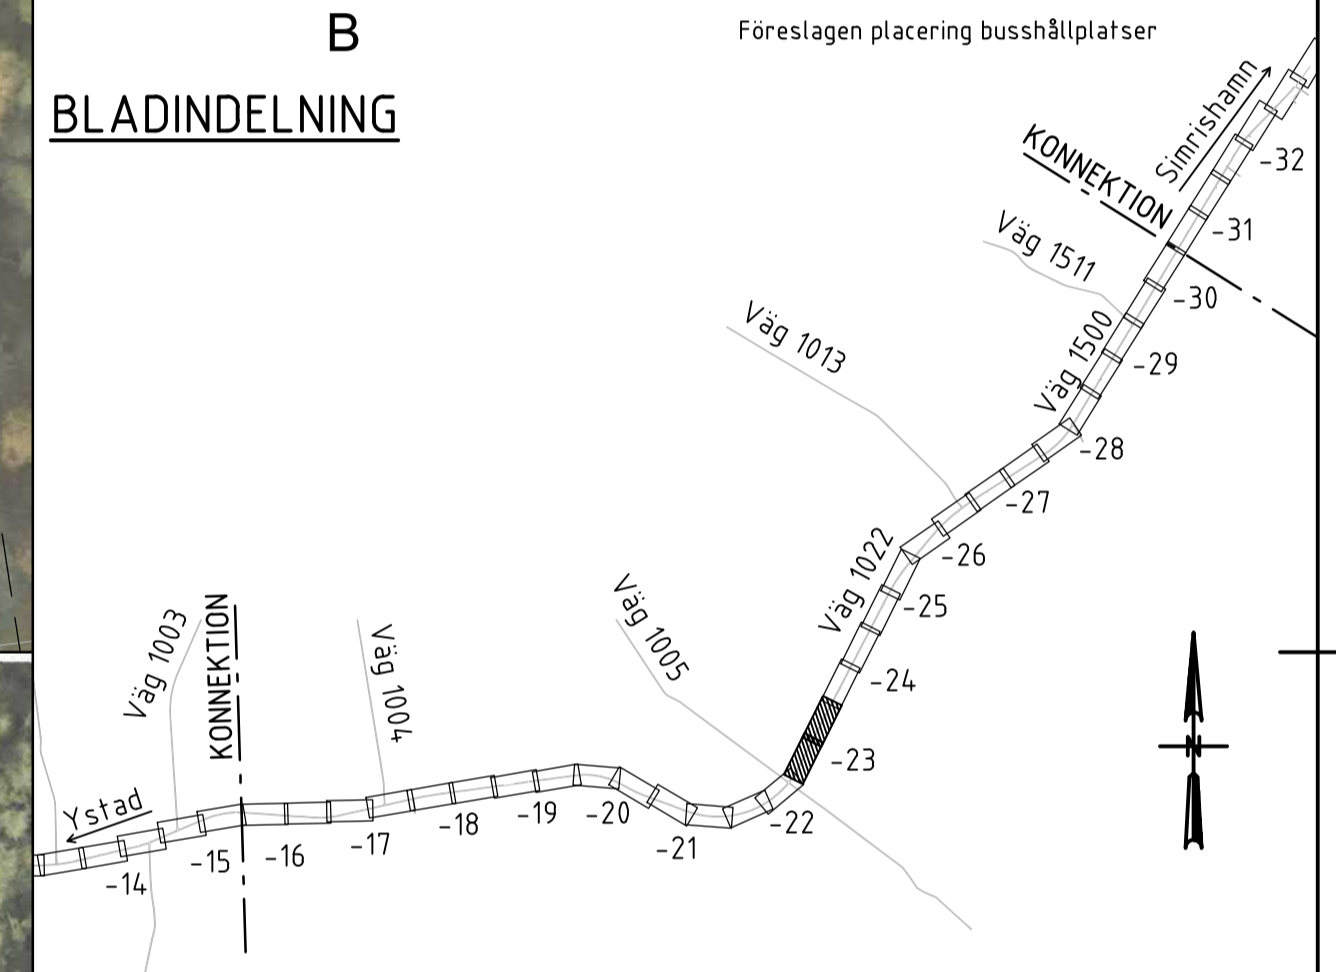 B
Föreslagen placering busshållplatser
BLADINDELNING
Simrishamn
KONNEKTION
-32
-31
Väg 1511
-30
Väg 1013
Väg 1500
-29
-28
-27
Väg 1022
-26
Väg 1005
-25
Väg 1003
KONNEKTION
Väg 1004
-24
N
-23
Ystad
-22
-21
-20
-19
-18
-17
-16
-15
-14